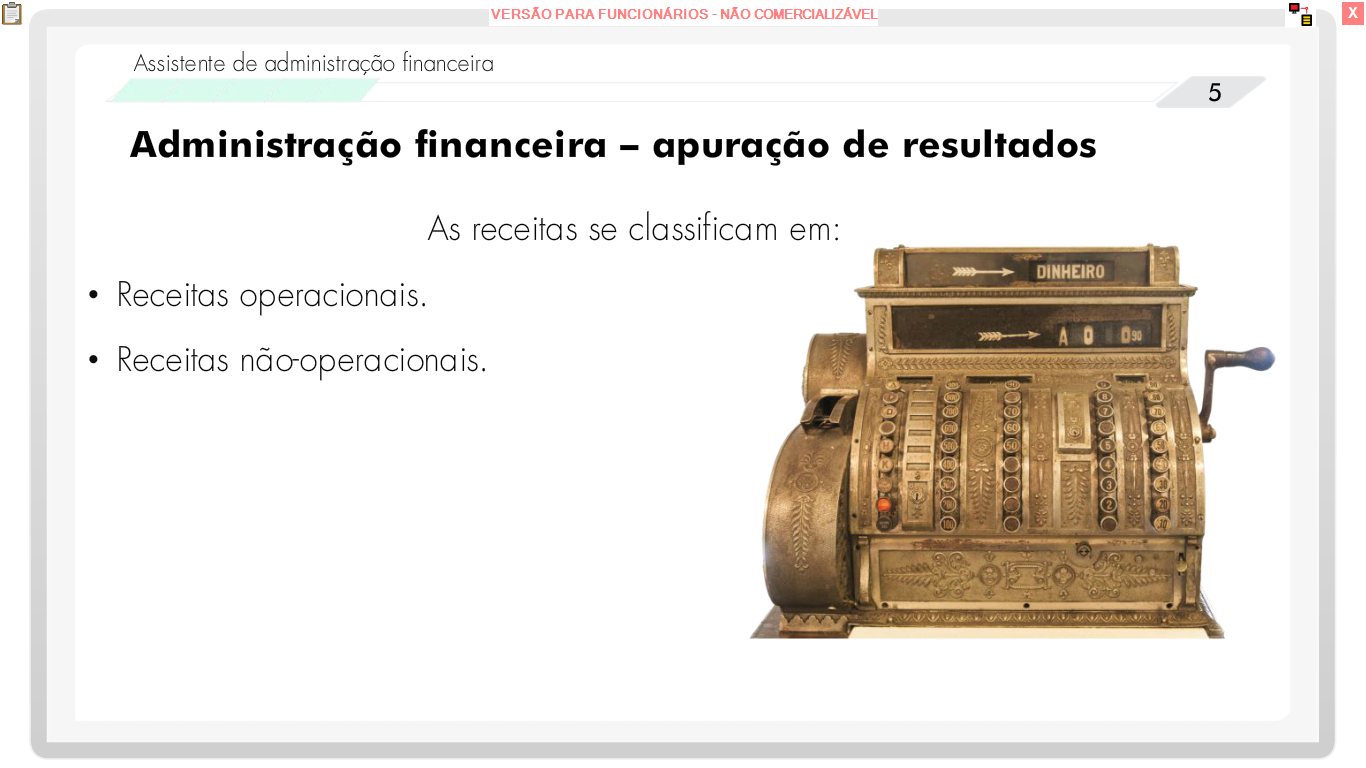 VERSÃO PARA FUNCIONÁRIOS - NÃO COMERCIALIZÁVEL
X
Assistente de administração financeira
5
Administração financeira – apuração de resultados
As receitas se classificam em:
• Receitas operacionais.
• Receitas não-operacionais.
DINHEIRO
A 0 0 90